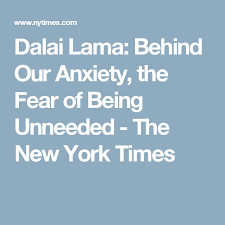 www.nytimes.com
Dalai Lama: Behind
Our Anxiety, the
Fear of Being
Unneeded - The
New York Times